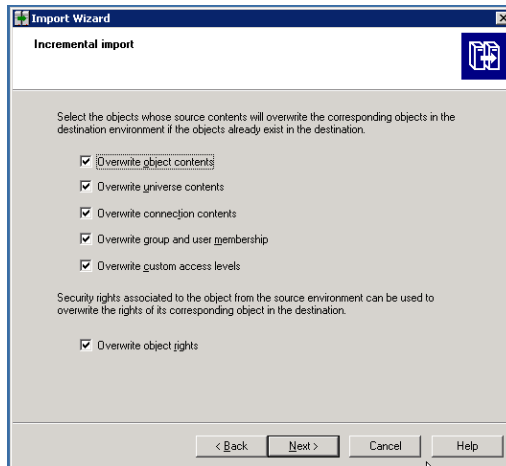 Import Wizard
Incremental import
Select the objects whose source contents will overwrite the corresponding objects in the
destination environment if the objects already exist in the destination.
Overwrite object contents
Overwrite universe contents
Overwrite connection contents
Overwrite group and user membership
Overwrite custom access levels
Security rights associated to the object from the source environment can be used to
overwrite the rights of its corresponding object in the destination.
Overwrite object rights
< Back Next > Cancel Help